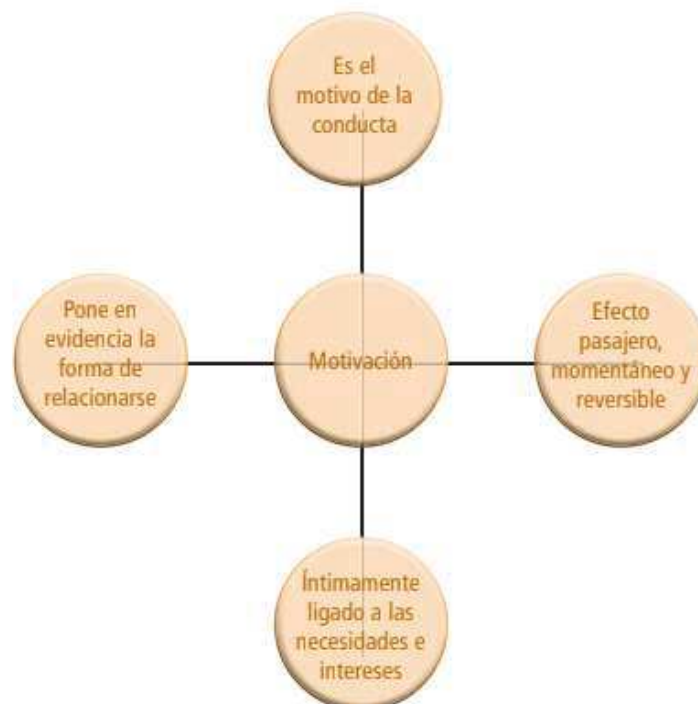 Es el
motivo de la
conducta
Pone en
evidencia la
forma de
relacionarse
Motivación
Efecto
pasajero,
momentáneo y
reversible
Íntimamente
ligado a las
necesidades e
intereses